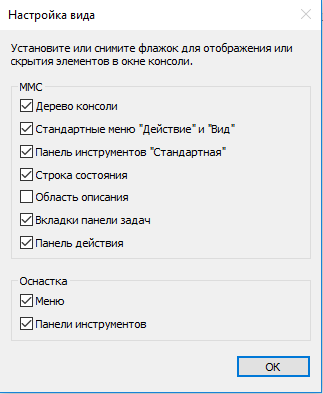 Настройка вида
Установите или снимите флажок для отображения или
скрытия элементов в окне консоли.
MMC
Дерево консоли
Стандартные меню "Действие" и "Вид"
Панель инструментов "Стандартная"
Строка состояния
Область описания
Вкладки панели задач
Панель действия
Оснастка
Меню
Панели инструментов
OK